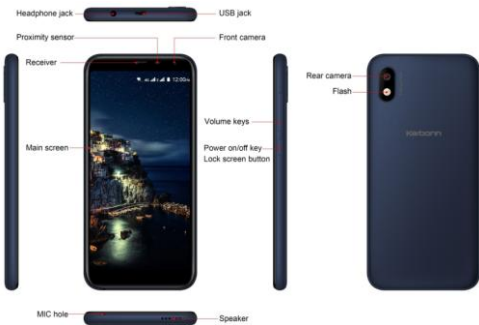 Headphone jack
USB jack
Proximity sensor
Front camera
Receiver
12:00
Rear camera
Flash
Volume keys
Main screen
Power on/off key
Lock screen button
MIC hole
Speaker